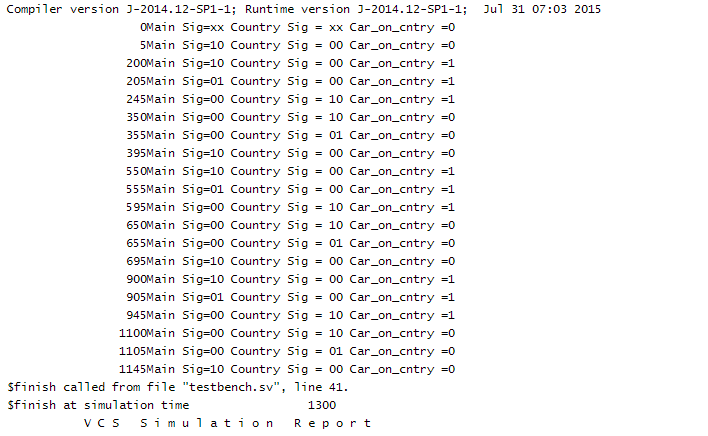 Compiler version J-2014.12-SP1-1; Runtime version J-2014.12-SP1-1;  Jul 31 07:03 2015
                   0Main Sig=xx Country Sig = xx Car_on_cntry =0
                   5Main Sig=10 Country Sig = 00 Car_on_cntry =0
                 200Main Sig=10 Country Sig = 00 Car_on_cntry =1
                 205Main Sig=01 Country Sig = 00 Car_on_cntry =1
                 245Main Sig=00 Country Sig = 10 Car_on_cntry =1
                 350Main Sig=00 Country Sig = 10 Car_on_cntry =0
                 355Main Sig=00 Country Sig = 01 Car_on_cntry =0
                 395Main Sig=10 Country Sig = 00 Car_on_cntry =0
                 550Main Sig=10 Country Sig = 00 Car_on_cntry =1
                 555Main Sig=01 Country Sig = 00 Car_on_cntry =1
                 595Main Sig=00 Country Sig = 10 Car_on_cntry =1
                 650Main Sig=00 Country Sig = 10 Car_on_cntry =0
                 655Main Sig=00 Country Sig = 01 Car_on_cntry =0
                 695Main Sig=10 Country Sig = 00 Car_on_cntry =0
                 900Main Sig=10 Country Sig = 00 Car_on_cntry =1
                 905Main Sig=01 Country Sig = 00 Car_on_cntry =1
                 945Main Sig=00 Country Sig = 10 Car_on_cntry =1
                1100Main Sig=00 Country Sig = 10 Car_on_cntry =0
                1105Main Sig=00 Country Sig = 01 Car_on_cntry =0
                1145Main Sig=10 Country Sig = 00 Car_on_cntry =0
$finish called from file "testbench.sv", line 41.
$finish at simulation time                 1300
           V C S   S i m u l a t i o n   R e p o r t